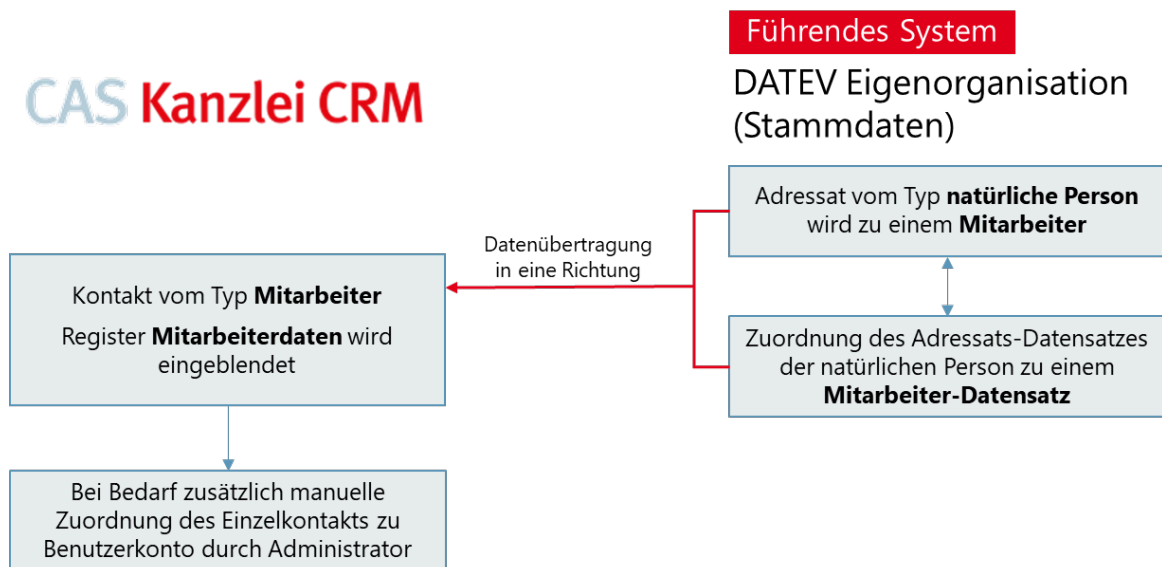 Führendes System
CAS Kanzlei CRM
DATEV Eigenorganisation
(Stammdaten)
Adressat vom Typ natürliche Person
wird zu einem Mitarbeiter
Datenübertragung
in eine Richtung
Kontakt vom Typ Mitarbeiter
Register Mitarbeiterdaten wird
eingeblendet
Zuordnung des Adressats-Datensatzes
der natürlichen Person zu einem
Mitarbeiter-Datensatz
Bei Bedarf zusätzlich manuelle
Zuordnung des Einzelkontakts zu
Benutzerkonto durch Administrator